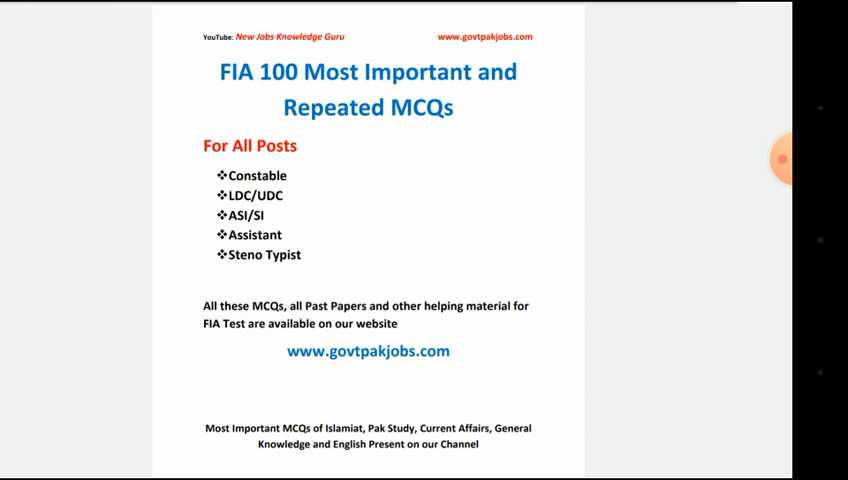 YouTube: New Jobs Knowledge Guru www.govtpakjobs.com
FIA 100 Most Important and
Repeated MCQs
For All Posts
❖Constable
❖LDC/UDC
❖ASI/SI
❖Assistant
❖Steno Typist
All these MCQs, all Past Papers and other helping material for
FIA Test are available on our website
www.govtpakjobs.com
Most Important MCQs of Islamiat, Pak Study, Current Affairs, General
Knowledge and English Present on our Channel